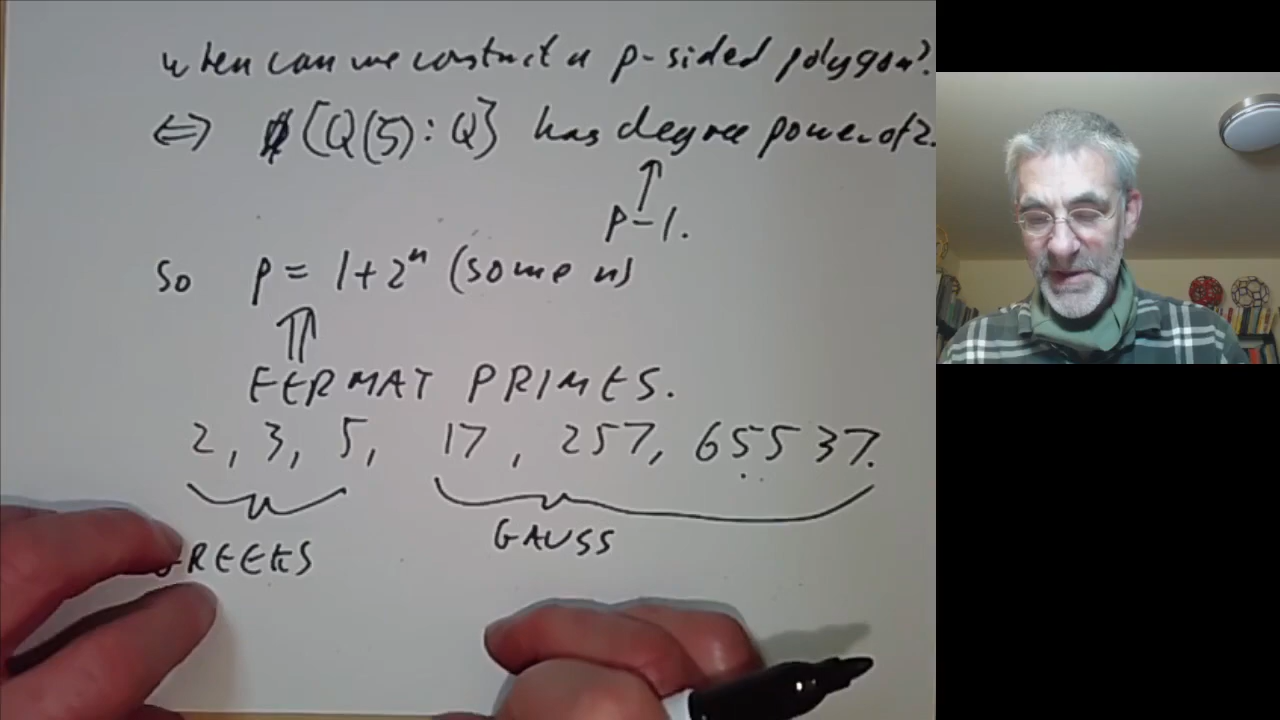 when can we construct a p-sided polygon?
⇔ [Q(ζ):Q] has degree power of 2.
p-1.
So p = 1+2ⁿ (some n)
FERMAT PRIMES.
2, 3, 5, 17, 257, 65537.
GREEKS GAUSS